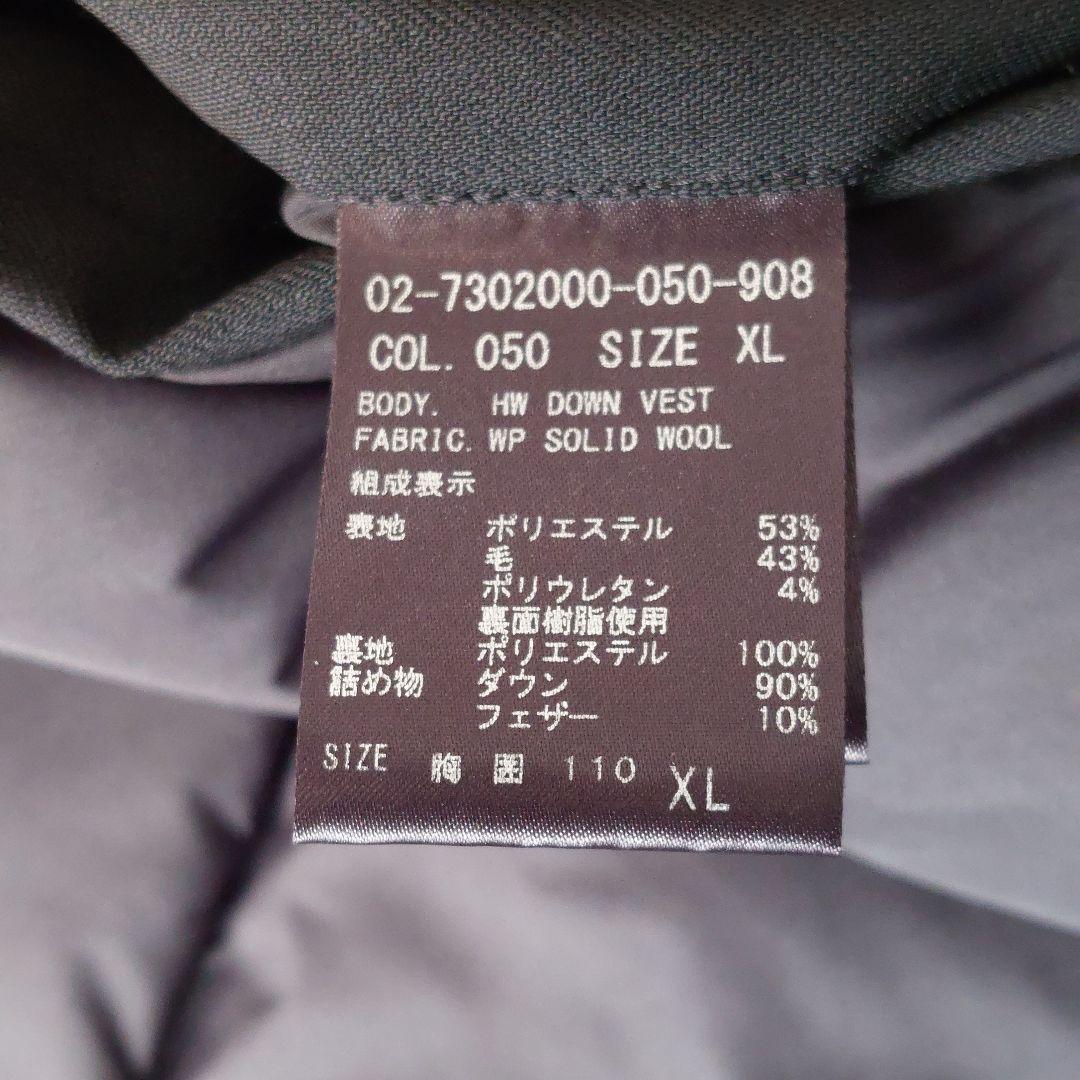 02-7302000-050-908
COL. 050 SIZE XL
BODY. HW DOWN VEST
FABRIC. WP SOLID WOOL
組成表示
表地 ポリエステル 53%
毛 43%
ポリウレタン 4%
裏面樹脂使用
裏地 ポリエステル 100%
詰め物 ダウン 90%
フェザー 10%
SIZE 胸囲 110 XL